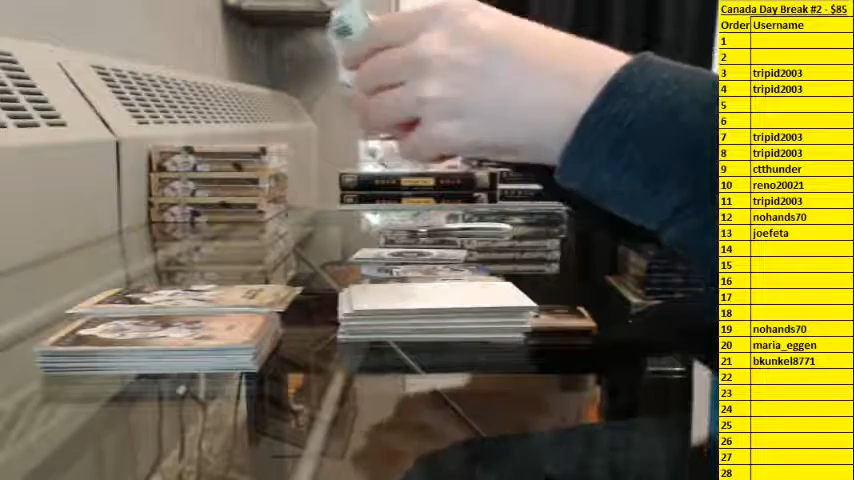 Canada Day Break #2 - $85
Order Username
1
2
3 tripid2003
4 tripid2003
5
6
7 tripid2003
8 tripid2003
9 ctthunder
10 reno20021
11 tripid2003
12 nohands70
13 joefeta
14
15
16
17
18
19 nohands70
20 maria_eggen
21 bkunkel8771
22
23
24
25
26
27
28